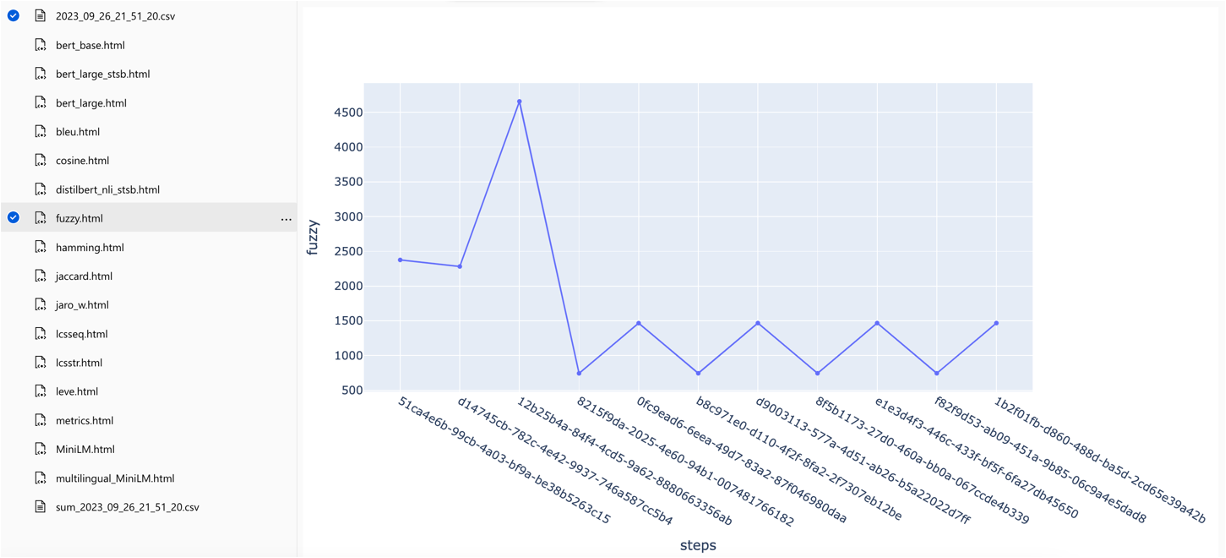 2023_09_26_21_51_20.csv
bert_base.html
bert_large_stsb.html
bert_large.html
bleu.html
cosine.html
distilbert_nli_stsb.html
fuzzy.html
hamming.html
jaccard.html
jaro_w.html
lcsseq.html
lcsstr.html
leve.html
metrics.html
MiniLM.html
multilingual_MiniLM.html
sum_2023_09_26_21_51_20.csv
fuzzy
4500
4000
3500
3000
2500
2000
1500
1000
500
51ca4e6b-99cb-4a03-bf9a-be38b5263c15
d14745cb-782c-4e42-9937-746a587cc5b4
12b25b4a-84f4-4cd5-9a62-8880663356ab
8215f9da-2025-4e60-94b1-007481766182
0fc9ead6-6eea-49d7-83a2-87f046980daa
b8c971e0-d110-4f2f-8fa2-2f7307eb12be
d9003113-577a-4d51-ab26-b5a22022d7ff
8f5b1173-27d0-460a-bb0a-067ccde4b339
e1e3d4f3-446c-433f-bf5f-6fa27db45650
f82f9d53-ab09-451a-9b85-06c9a4e5dad8
1b2f01fb-d860-488d-ba5d-2cd65e39a42b
steps